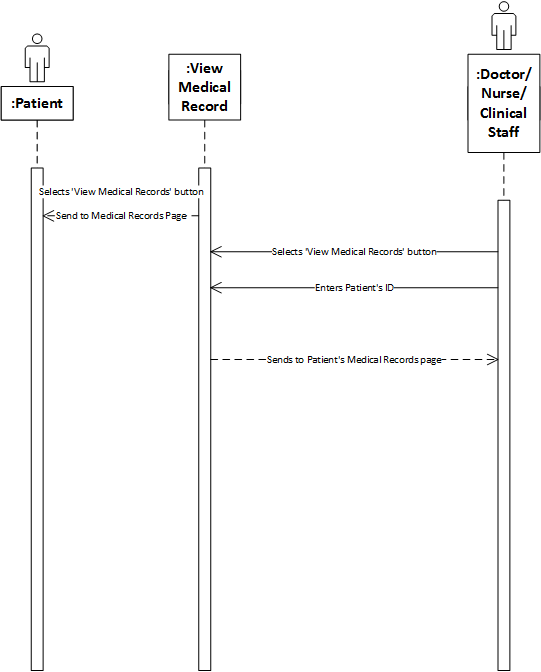 :Patient
:View
Medical
Record
:Doctor/
Nurse/
Clinical
Staff
Selects 'View Medical Records' button
Send to Medical Records Page
Selects 'View Medical Records' button
Enters Patient's ID
Sends to Patient's Medical Records page